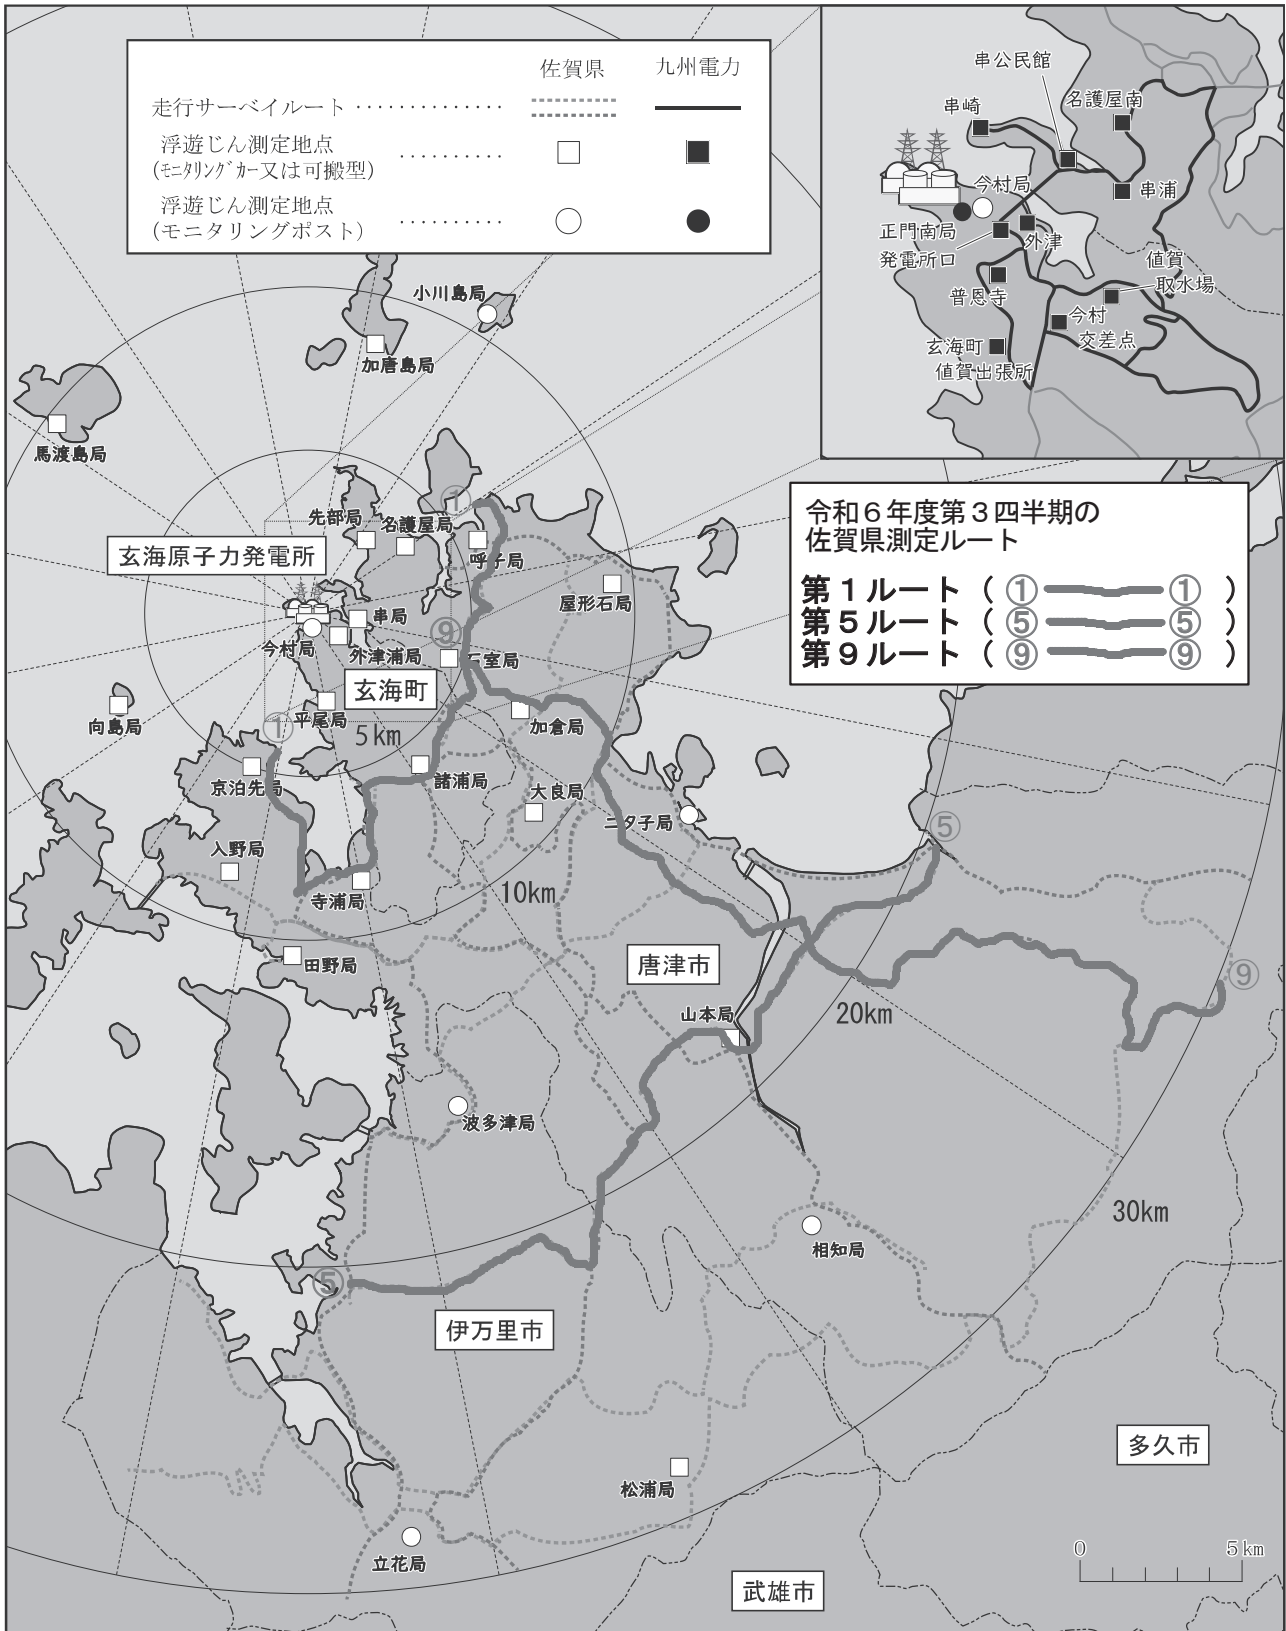 佐賀県
九州電力
走行サーベイルート ‥‥‥‥‥‥‥
浮遊じん測定地点
(モニタリングカー又は可搬型) ‥‥‥‥‥
浮遊じん測定地点
(モニタリングポスト) ‥‥‥‥‥
串公民館
串崎
名護屋南
今村局
串浦
正門南局
発電所口
外津
値賀
取水場
普恩寺
今村
交差点
玄海町
値賀出張所
令和6年度第3四半期の
佐賀県測定ルート
第1ルート ( ① ① )
第5ルート ( ⑤ ⑤ )
第9ルート ( ⑨ ⑨ )
小川島局
加唐島局
馬渡島局
①
先部局
名護屋局
呼子局
玄海原子力発電所
屋形石局
串局
⑨
今村局
外津浦局
石室局
玄海町
向島局
①
平尾局
5km
加倉局
京泊先局
諸浦局
大良局
二タ子局
⑤
入野局
寺浦局
10km
田野局
唐津市
⑨
山本局
20km
波多津局
30km
相知局
⑤
伊万里市
多久市
松浦局
立花局
武雄市
0 5km